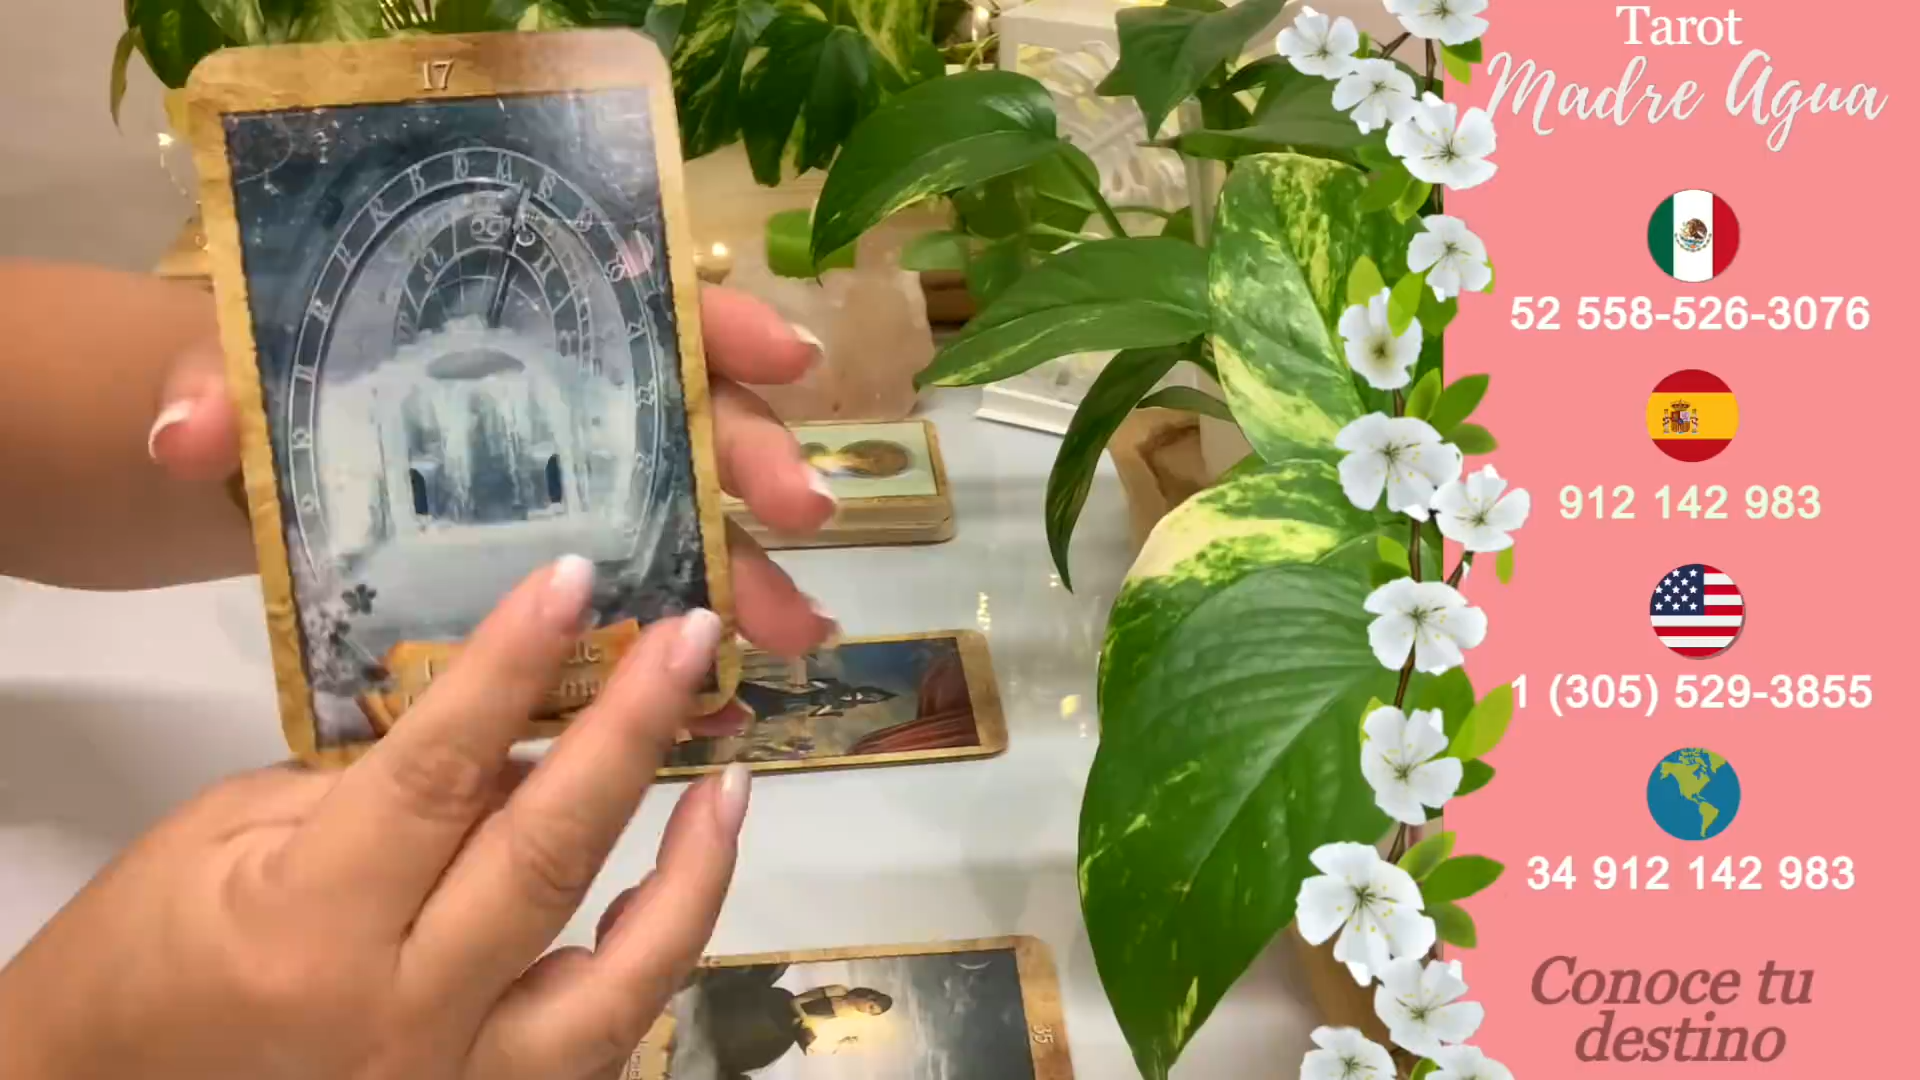 17
Tarot
Madre Agua
52 558-526-3076
912 142 983
1 (305) 529-3855
34 912 142 983
Conoce tu
destino
35